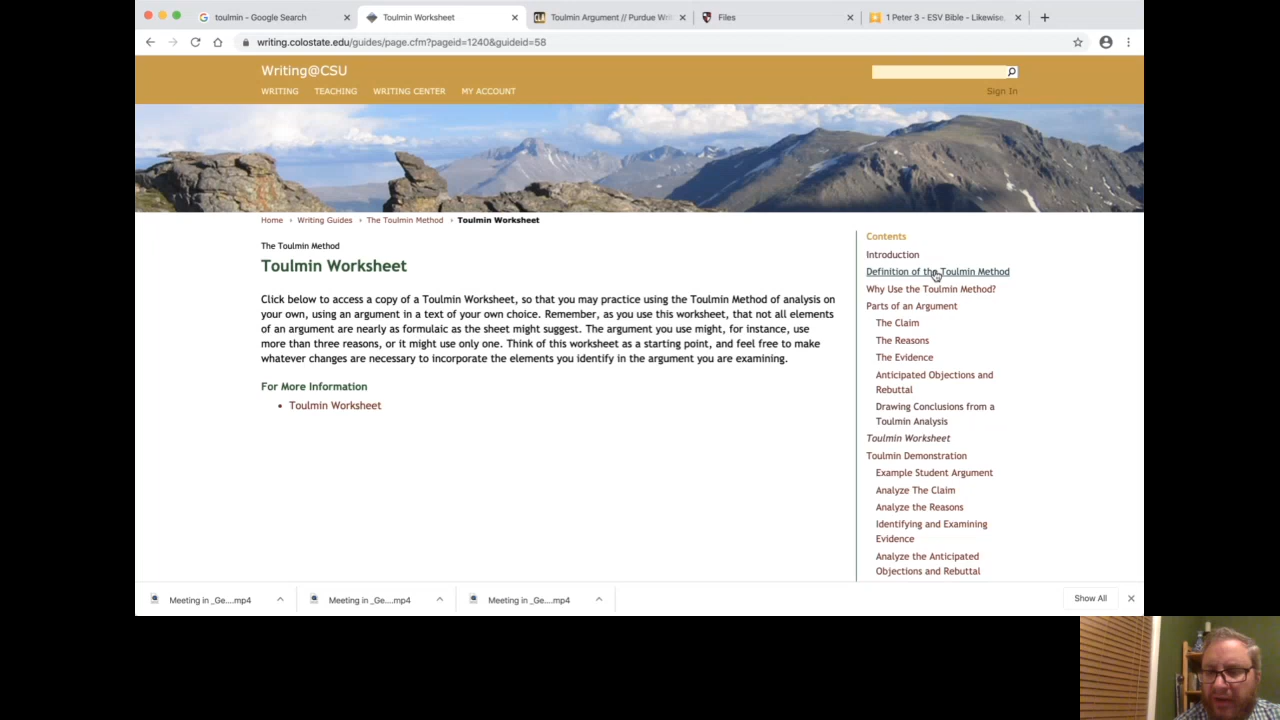 toulmin - Google Search
Toulmin Worksheet
Toulmin Argument // Purdue Wri
Files
1 Peter 3 - ESV Bible - Likewise,
writing.colostate.edu/guides/page.cfm?pageid=1240&guideid=58
Writing@CSU
WRITING TEACHING WRITING CENTER MY ACCOUNT
Sign In
Home › Writing Guides › The Toulmin Method › Toulmin Worksheet
The Toulmin Method
Toulmin Worksheet
Click below to access a copy of a Toulmin Worksheet, so that you may practice using the Toulmin Method of analysis on
your own, using an argument in a text of your own choice. Remember, as you use this worksheet, that not all elements
of an argument are nearly as formulaic as the sheet might suggest. The argument you use might, for instance, use
more than three reasons, or it might use only one. Think of this worksheet as a starting point, and feel free to make
whatever changes are necessary to incorporate the elements you identify in the argument you are examining.
For More Information
• Toulmin Worksheet
Contents
Introduction
Definition of the Toulmin Method
Why Use the Toulmin Method?
Parts of an Argument
The Claim
The Reasons
The Evidence
Anticipated Objections and
Rebuttal
Drawing Conclusions from a
Toulmin Analysis
Toulmin Worksheet
Toulmin Demonstration
Example Student Argument
Analyze The Claim
Analyze the Reasons
Identifying and Examining
Evidence
Analyze the Anticipated
Objections and Rebuttal
Meeting in _Ge....mp4
Meeting in _Ge....mp4
Meeting in _Ge....mp4
Show All